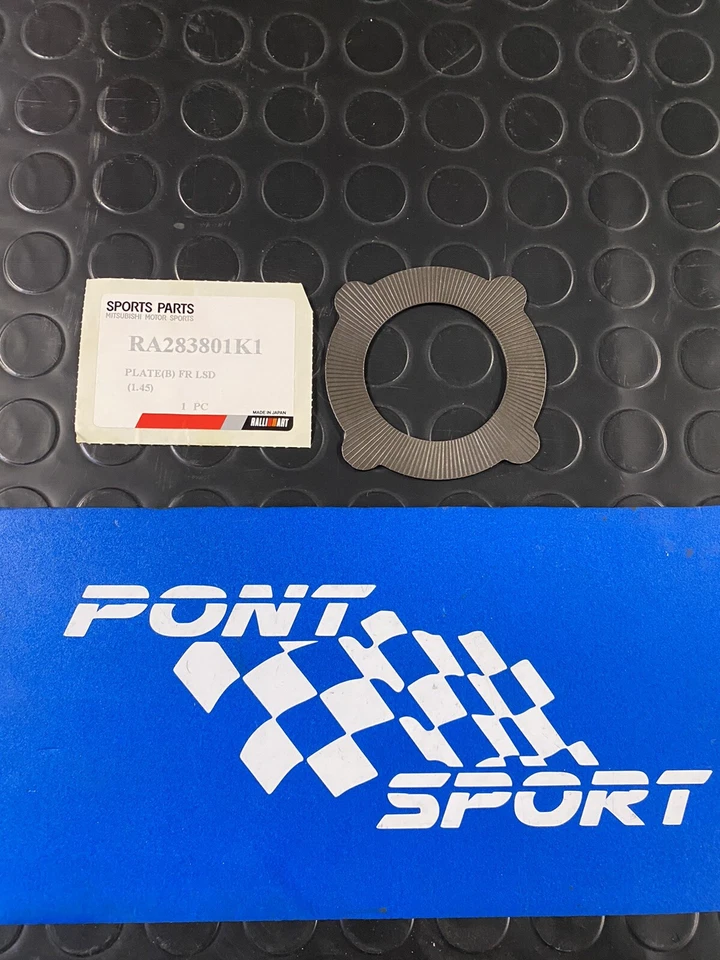 SPORTS PARTS
MITSUBISHI MOTOR SPORTS
RA283801K1
PLATE(B) FR LSD
(1.45)
1 PC
MADE IN JAPAN
RALLIART
PONT
SPORT